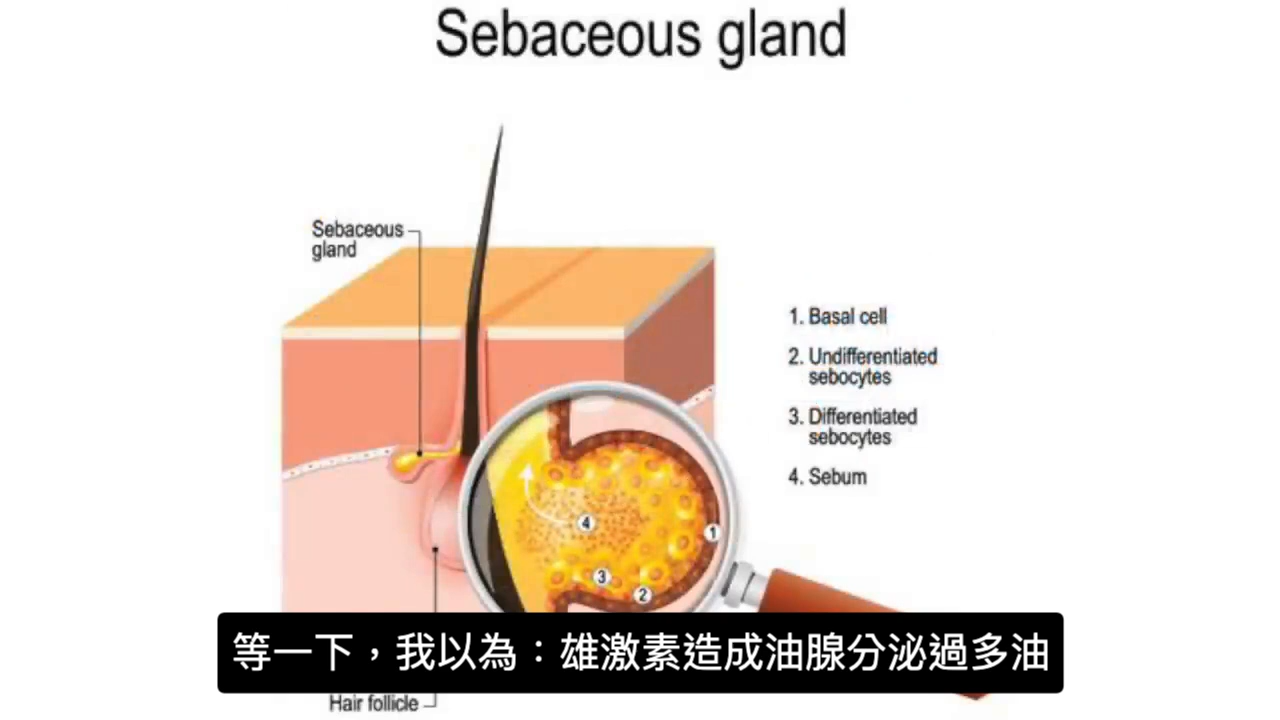 Sebaceous gland
Sebaceous
gland
1. Basal cell
2. Undifferentiated
sebocytes
3. Differentiated
sebocytes
4. Sebum
4
1
3
2
等一下，我以為：雄激素造成油腺分泌過多油
Hair follicle